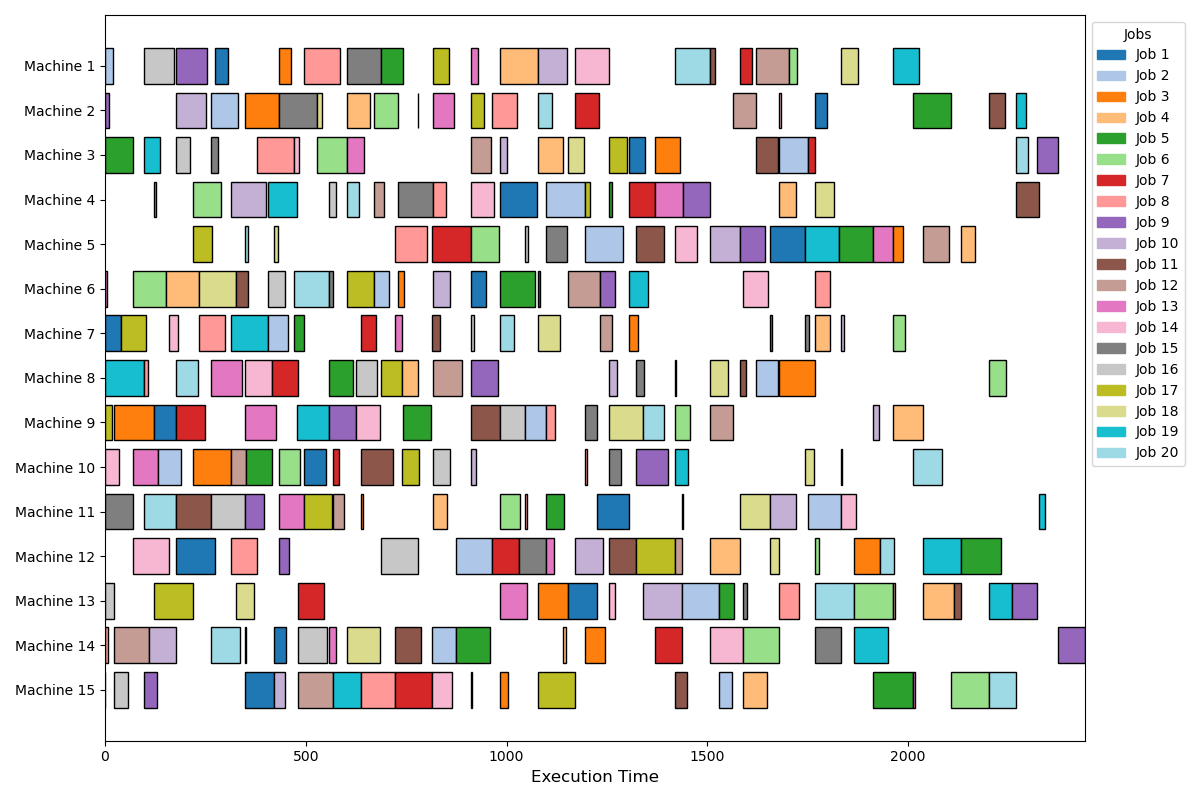 Machine 1
Machine 2
Machine 3
Machine 4
Machine 5
Machine 6
Machine 7
Machine 8
Machine 9
Machine 10
Machine 11
Machine 12
Machine 13
Machine 14
Machine 15
0 500 1000 1500 2000
Execution Time
Jobs
Job 1
Job 2
Job 3
Job 4
Job 5
Job 6
Job 7
Job 8
Job 9
Job 10
Job 11
Job 12
Job 13
Job 14
Job 15
Job 16
Job 17
Job 18
Job 19
Job 20